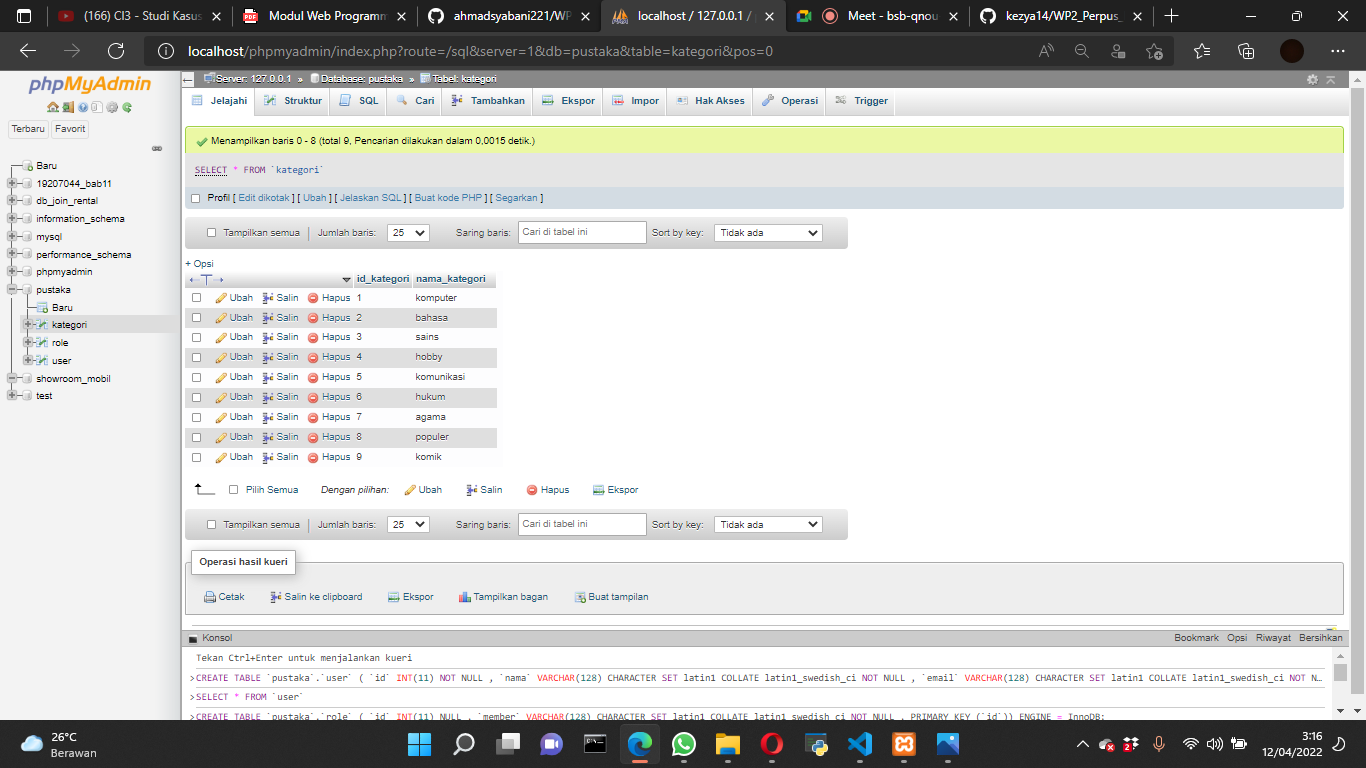 (166) CI3 - Studi Kasus
Modul Web Programm
ahmadsyabani221/WP
localhost / 127.0.0.1 / p
Meet - bsb-qnou
kezya14/WP2_Perpus_
localhost/phpmyadmin/index.php?route=/sql&server=1&db=pustaka&table=kategori&pos=0
phpMyAdmin
Terbaru Favorit
Baru
19207044_bab11
db_join_rental
information_schema
mysql
performance_schema
phpmyadmin
pustaka
Baru
kategori
role
user
showroom_mobil
test
Server: 127.0.0.1 » Database: pustaka » Tabel: kategori
Jelajahi Struktur SQL Cari Tambahkan Ekspor Impor Hak Akses Operasi Trigger
Menampilkan baris 0 - 8 (total 9, Pencarian dilakukan dalam 0,0015 detik.)
SELECT * FROM `kategori`
Profil [ Edit dikotak ] [ Ubah ] [ Jelaskan SQL ] [ Buat kode PHP ] [ Segarkan ]
Tampilkan semua | Jumlah baris: 25 Saring baris: Cari di tabel ini Sort by key: Tidak ada
+ Opsi
id_kategori nama_kategori
Ubah Salin Hapus 1 komputer
Ubah Salin Hapus 2 bahasa
Ubah Salin Hapus 3 sains
Ubah Salin Hapus 4 hobby
Ubah Salin Hapus 5 komunikasi
Ubah Salin Hapus 6 hukum
Ubah Salin Hapus 7 agama
Ubah Salin Hapus 8 populer
Ubah Salin Hapus 9 komik
Pilih Semua Dengan pilihan: Ubah Salin Hapus Ekspor
Tampilkan semua | Jumlah baris: 25 Saring baris: Cari di tabel ini Sort by key: Tidak ada
Operasi hasil kueri
Cetak Salin ke clipboard Ekspor Tampilkan bagan Buat tampilan
Konsol Bookmark Opsi Riwayat Bersihkan
Tekan Ctrl+Enter untuk menjalankan kueri
>CREATE TABLE `pustaka`.`user` ( `id` INT(11) NOT NULL , `nama` VARCHAR(128) CHARACTER SET latin1 COLLATE latin1_swedish_ci NOT NULL , `email` VARCHAR(128) CHARACTER SET latin1 COLLATE latin1_swedish_ci NOT N…
>SELECT * FROM `user`
>CREATE TABLE `pustaka`.`role` ( `id` INT(11) NULL , `member` VARCHAR(128) CHARACTER SET latin1 COLLATE latin1_swedish_ci NOT NULL , PRIMARY KEY (`id`)) ENGINE = InnoDB;
26°C
Berawan
3:16
12/04/2022